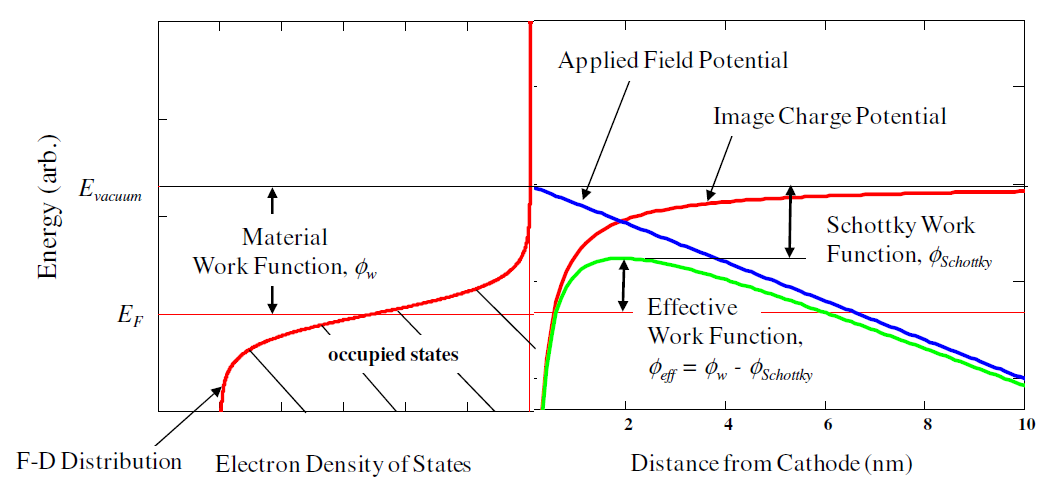 Applied Field Potential
Image Charge Potential
Energy (arb.)
E_vacuum
Material
Work Function, ϕ_w
Schottky Work
Function, ϕ_Schottky
E_F
Effective
Work Function,
ϕ_eff = ϕ_w - ϕ_Schottky
occupied states
2
4
6
8
10
F-D Distribution
Electron Density of States
Distance from Cathode (nm)